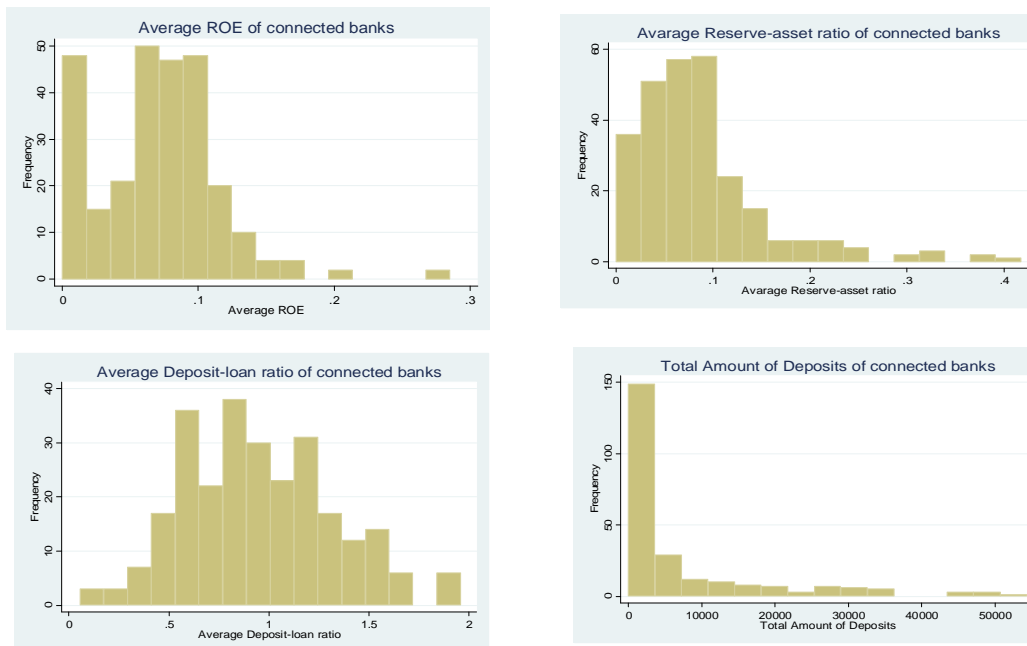 Average ROE of connected banks
Frequency
50
40
30
20
10
0
0 .1 .2 .3
Average ROE
Avarage Reserve-asset ratio of connected banks
Frequency
60
40
20
0
0 .1 .2 .3 .4
Avarage Reserve-asset ratio
Average Deposit-loan ratio of connected banks
Frequency
40
30
20
10
0
0 .5 1 1.5 2
Average Deposit-loan ratio
Total Amount of Deposits of connected banks
Frequency
150
100
50
0
0 10000 20000 30000 40000 50000
Total Amount of Deposits